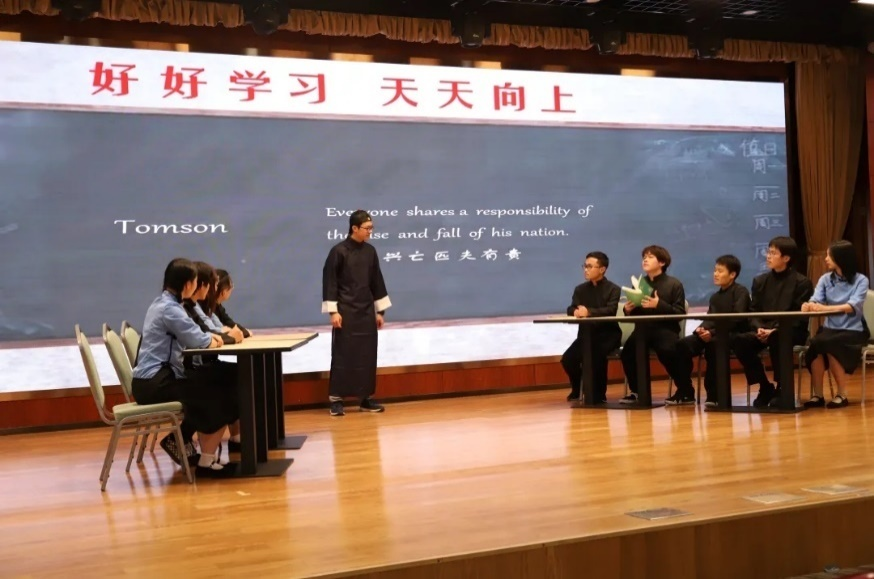 好好学习 天天向上
值日
周一
周二
周三
周
Tomson
Everyone shares a responsibility of
the rise and fall of his nation.
兴亡匹夫有责